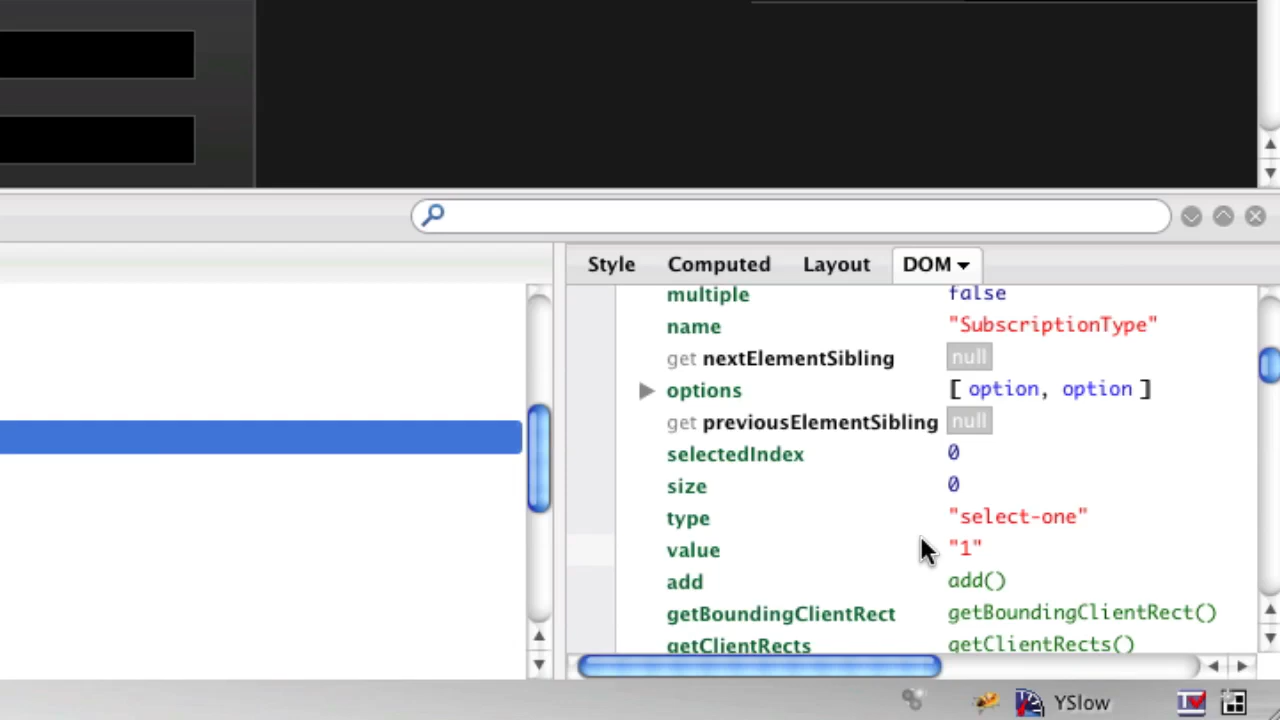 Style Computed Layout DOM
multiple false
name "SubscriptionType"
get nextElementSibling null
options [ option, option ]
get previousElementSibling null
selectedIndex 0
size 0
type "select-one"
value "1"
add add()
getBoundingClientRect getBoundingClientRect()
getClientRects getClientRects()
YSlow